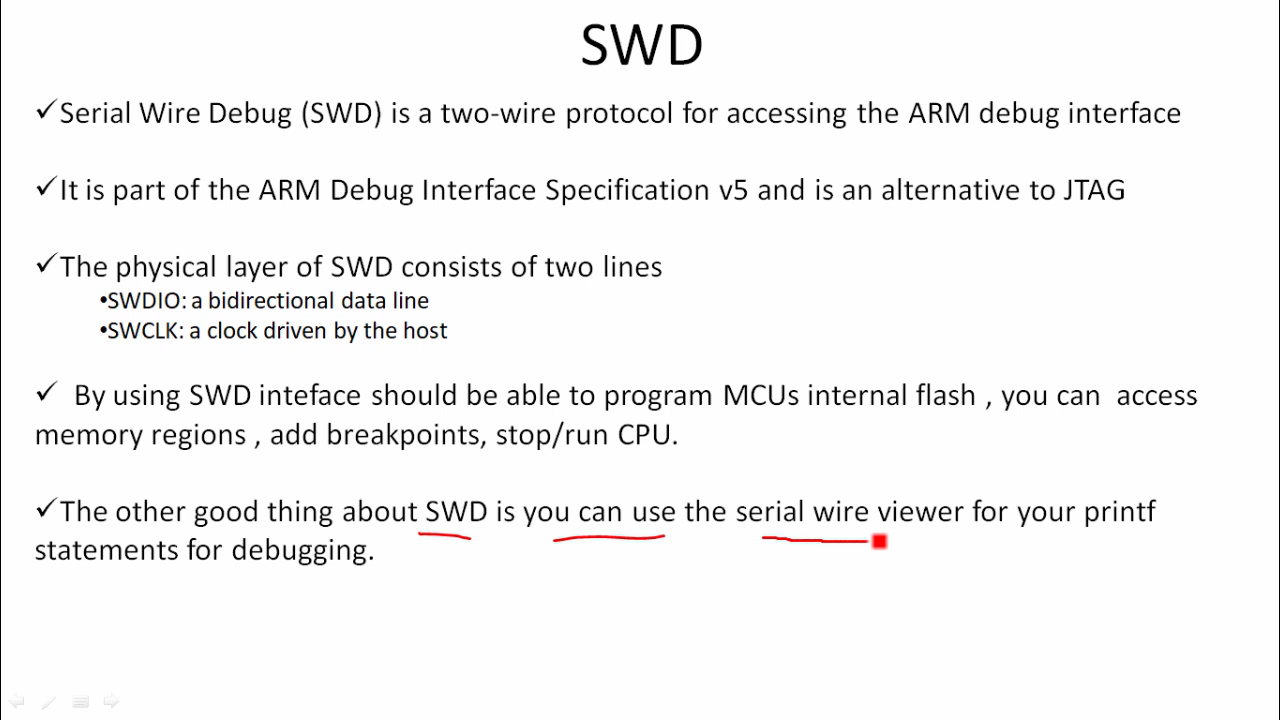 SWD
✓Serial Wire Debug (SWD) is a two-wire protocol for accessing the ARM debug interface
✓It is part of the ARM Debug Interface Specification v5 and is an alternative to JTAG
✓The physical layer of SWD consists of two lines
•SWDIO: a bidirectional data line
•SWCLK: a clock driven by the host
✓ By using SWD inteface should be able to program MCUs internal flash , you can access
memory regions , add breakpoints, stop/run CPU.
✓The other good thing about SWD is you can use the serial wire viewer for your printf
statements for debugging.